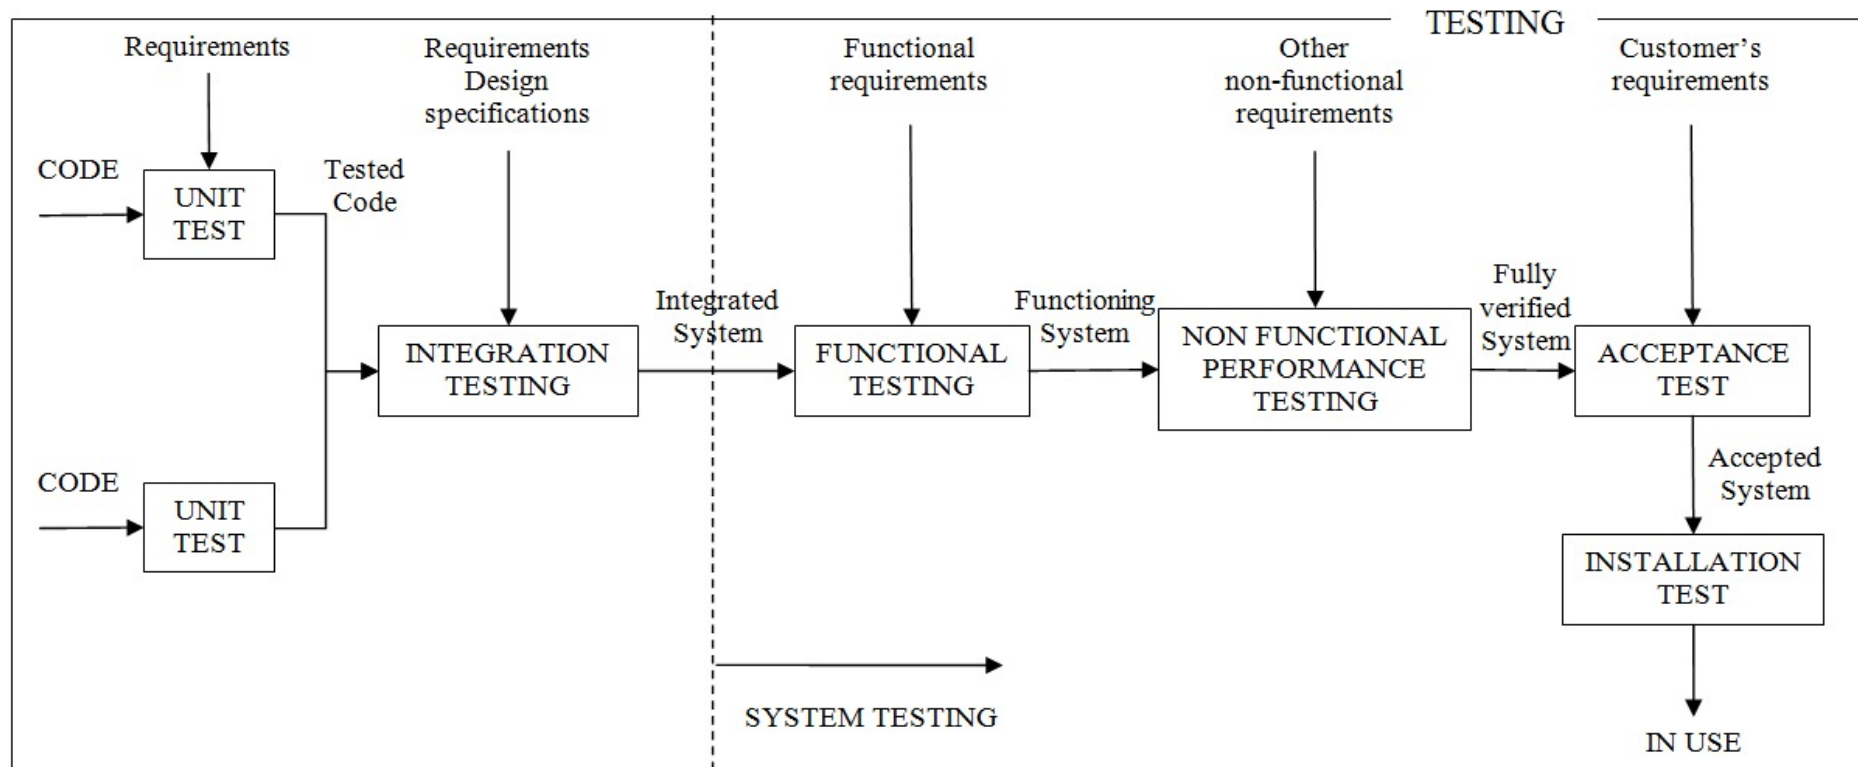 TESTING
Requirements
Requirements
Design
specifications
Functional
requirements
Other
non-functional
requirements
Customer’s
requirements
CODE
UNIT
TEST
Tested
Code
INTEGRATION
TESTING
Integrated
System
FUNCTIONAL
TESTING
Functioning
System
NON FUNCTIONAL
PERFORMANCE
TESTING
Fully
verified
System
ACCEPTANCE
TEST
CODE
UNIT
TEST
Accepted
System
INSTALLATION
TEST
SYSTEM TESTING
IN USE